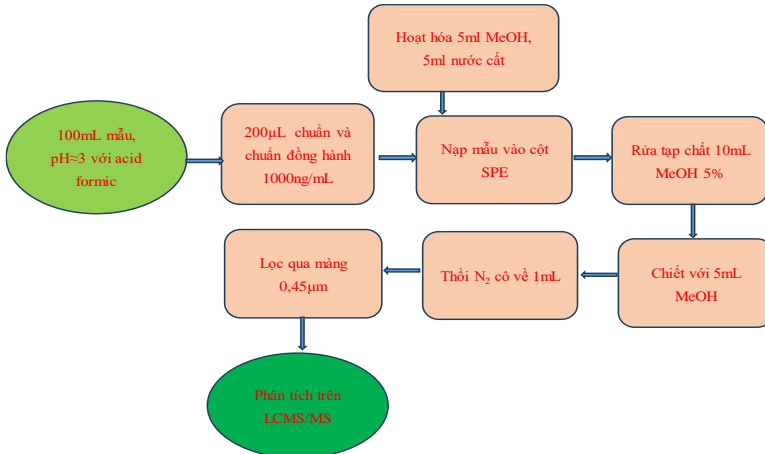 Hoạt hóa 5ml MeOH,
5ml nước cất
100mL mẫu,
pH≈3 với acid
formic
200µL chuẩn và
chuẩn đồng hành
1000ng/mL
Nạp mẫu vào cột
SPE
Rửa tạp chất 10mL
MeOH 5%
Chiết với 5mL
MeOH
Thổi N₂ cô về 1mL
Lọc qua màng
0,45µm
Phân tích trên
LCMS/MS